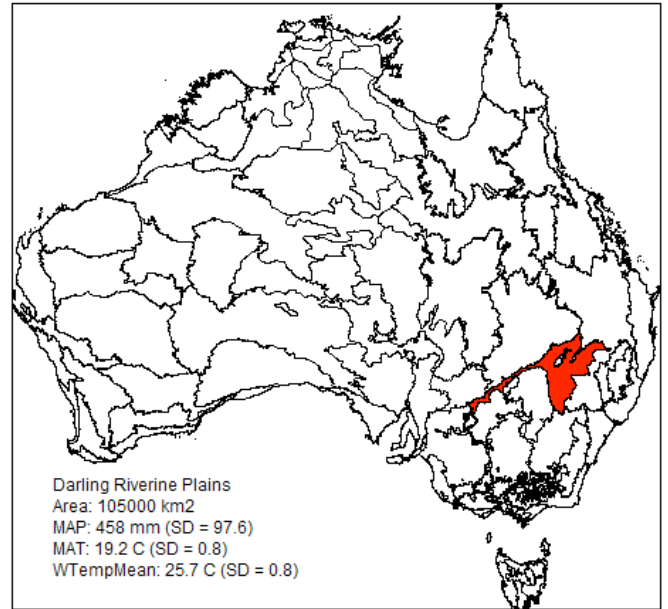 Darling Riverine Plains
Area: 105000 km2
MAP: 458 mm (SD = 97.6)
MAT: 19.2 C (SD = 0.8)
WTempMean: 25.7 C (SD = 0.8)